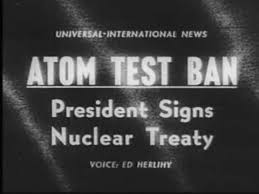 UNIVERSAL-INTERNATIONAL NEWS
ATOM TEST BAN
President Signs
Nuclear Treaty
VOICE: ED HERLIHY